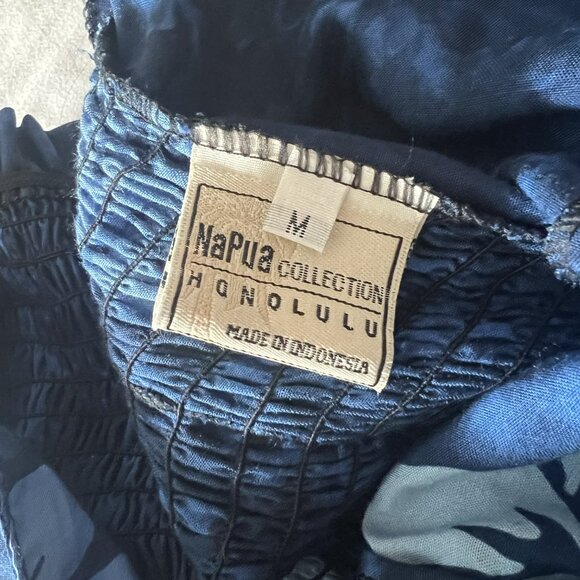 M
NaPua COLLECTION
HONOLULU
MADE IN INDONESIA